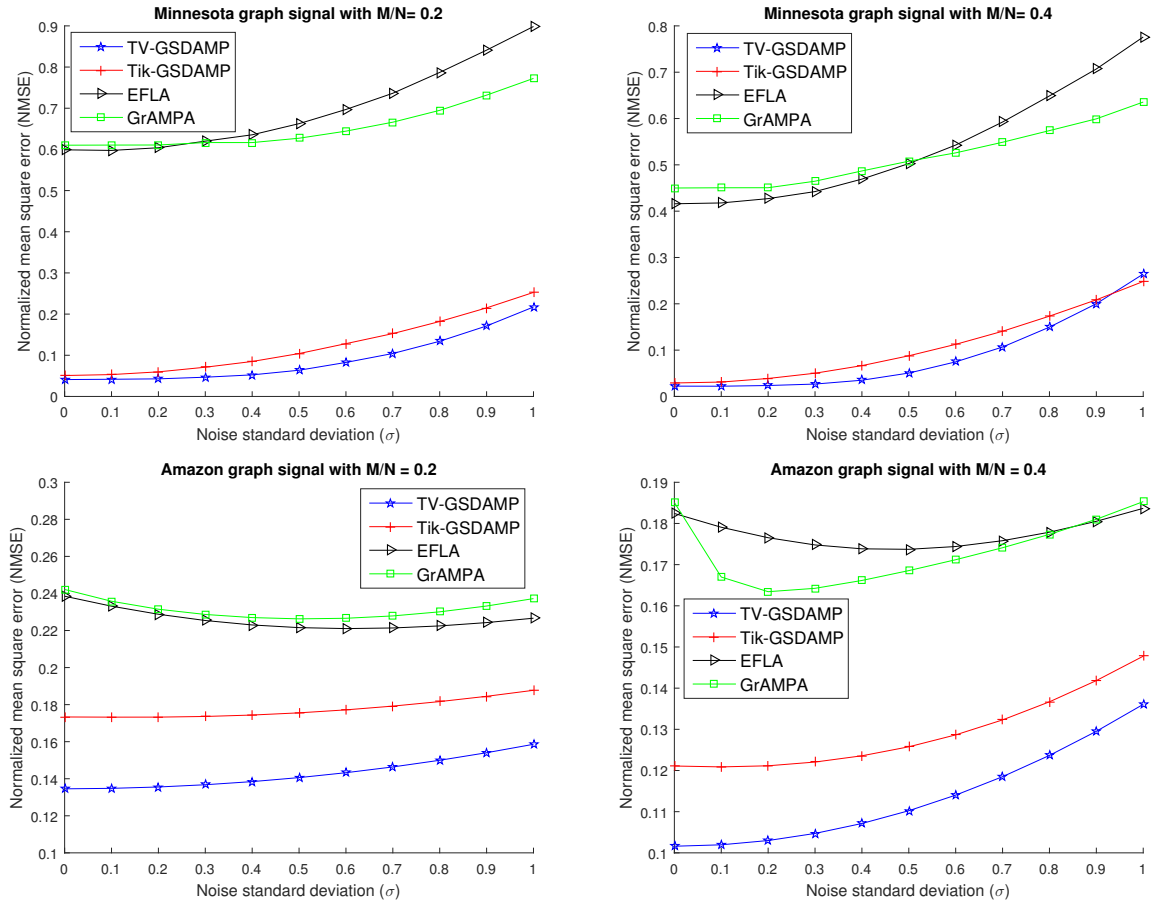 Minnesota graph signal with M/N= 0.2
Normalized mean square error (NMSE)
0.9
0.8
0.7
0.6
0.5
0.4
0.3
0.2
0.1
0
TV-GSDAMP
Tik-GSDAMP
EFLA
GrAMPA
0 0.1 0.2 0.3 0.4 0.5 0.6 0.7 0.8 0.9 1
Noise standard deviation (σ)
Minnesota graph signal with M/N= 0.4
Normalized mean square error (NMSE)
0.8
0.7
0.6
0.5
0.4
0.3
0.2
0.1
0
TV-GSDAMP
Tik-GSDAMP
EFLA
GrAMPA
0 0.1 0.2 0.3 0.4 0.5 0.6 0.7 0.8 0.9 1
Noise standard deviation (σ)
Amazon graph signal with M/N = 0.2
Normalized mean square error (NMSE)
0.3
0.28
0.26
0.24
0.22
0.2
0.18
0.16
0.14
0.12
0.1
TV-GSDAMP
Tik-GSDAMP
EFLA
GrAMPA
0 0.1 0.2 0.3 0.4 0.5 0.6 0.7 0.8 0.9 1
Noise standard deviation (σ)
Amazon graph signal with M/N = 0.4
Normalized mean square error (NMSE)
0.19
0.18
0.17
0.16
0.15
0.14
0.13
0.12
0.11
0.1
TV-GSDAMP
Tik-GSDAMP
EFLA
GrAMPA
0 0.1 0.2 0.3 0.4 0.5 0.6 0.7 0.8 0.9 1
Noise standard deviation (σ)